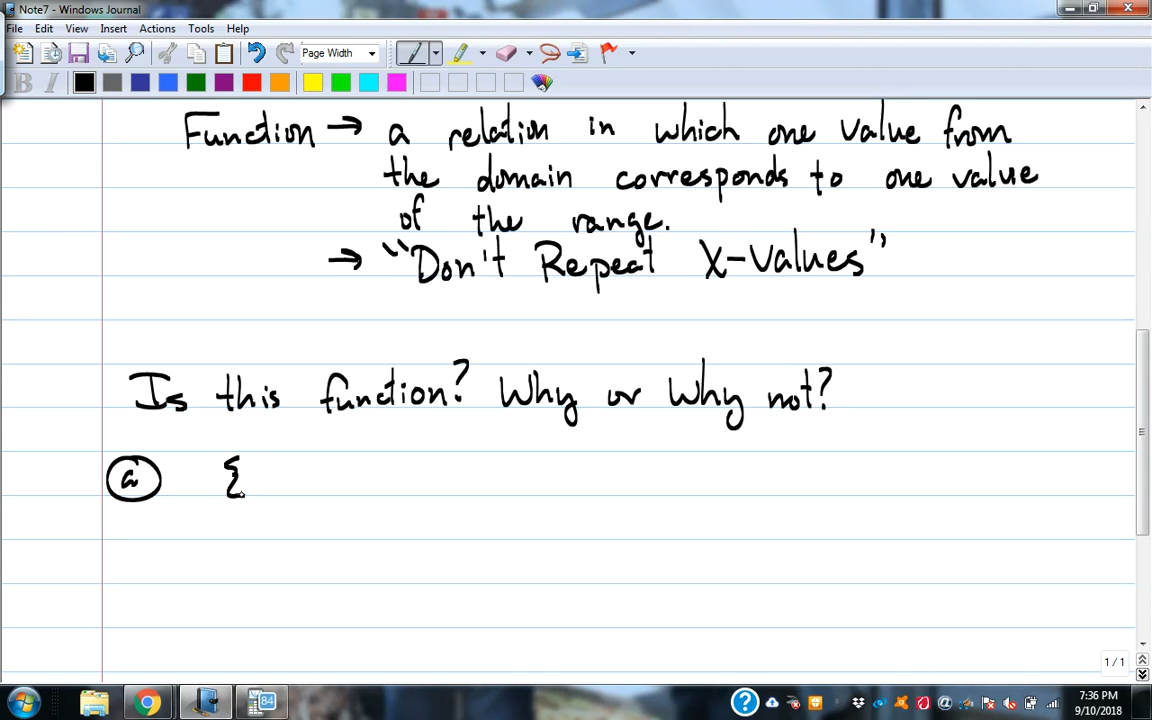 Note7 - Windows Journal
File Edit View Insert Actions Tools Help
Page Width
B I
Function → a relation in which one value from
the domain corresponds to one value
of the range.
→ "Don't Repeat X-Values"
Is this function? Why or Why not?
a {
1 / 1
84
7:36 PM
9/10/2018